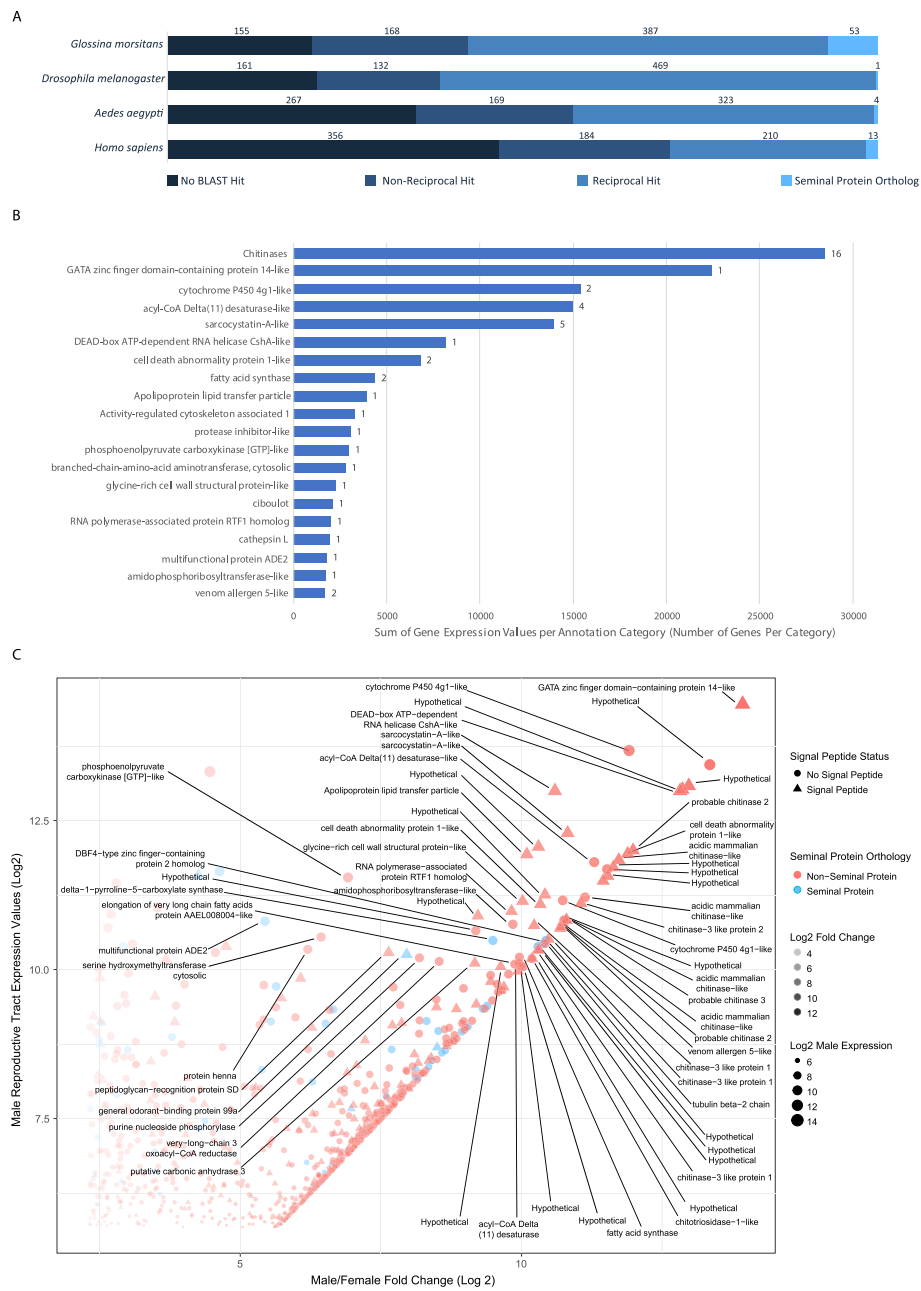 A
155 168 387 53
Glossina morsitans
161 132 469 1
Drosophila melanogaster
267 169 323 4
Aedes aegypti
356 184 210 13
Homo sapiens
No BLAST Hit Non-Reciprocal Hit Reciprocal Hit Seminal Protein Ortholog
B
Chitinases 16
GATA zinc finger domain-containing protein 14-like 1
cytochrome P450 4g1-like 2
acyl-CoA Delta(11) desaturase-like 4
sarcocystatin-A-like 5
DEAD-box ATP-dependent RNA helicase CshA-like 1
cell death abnormality protein 1-like 2
fatty acid synthase 2
Apolipoprotein lipid transfer particle 1
Activity-regulated cytoskeleton associated 1 1
protease inhibitor-like 1
phosphoenolpyruvate carboxykinase [GTP]-like 1
branched-chain-amino-acid aminotransferase, cytosolic 1
glycine-rich cell wall structural protein-like 1
ciboulot 1
RNA polymerase-associated protein RTF1 homolog 1
cathepsin L 1
multifunctional protein ADE2 1
amidophosphoribosyltransferase-like 1
venom allergen 5-like 2
0 5000 10000 15000 20000 25000 30000
Sum of Gene Expression Values per Annotation Category (Number of Genes Per Category)
C
cytochrome P450 4g1−like
Hypothetical
DEAD−box ATP−dependent
RNA helicase CshA−like
sarcocystatin−A−like
sarcocystatin−A−like
acyl−CoA Delta(11) desaturase−like
Hypothetical
Apolipoprotein lipid transfer particle
Hypothetical
cell death abnormality protein 1−like
glycine−rich cell wall structural protein−like
RNA polymerase−associated
protein RTF1 homolog
amidophosphoribosyltransferase−like
Hypothetical
GATA zinc finger domain−containing protein 14−like
Hypothetical
Hypothetical
probable chitinase 2
cell death abnormality
protein 1−like
acidic mammalian
chitinase−like
Hypothetical
Hypothetical
Hypothetical
acidic mammalian
chitinase−like
chitinase−3 like protein 2
cytochrome P450 4g1−like
Hypothetical
acidic mammalian
chitinase−like
probable chitinase 3
acidic mammalian
chitinase−like
probable chitinase 2
venom allergen 5−like
chitinase−3 like protein 1
chitinase−3 like protein 1
tubulin beta−2 chain
Hypothetical
Hypothetical
Hypothetical
chitinase−3 like protein 1
Hypothetical
chitotriosidase−1−like
phosphoenolpyruvate
carboxykinase [GTP]−like
DBF4−type zinc finger−containing
protein 2 homolog
Hypothetical
delta−1−pyrroline−5−carboxylate synthase
elongation of very long chain fatty acids
protein AAEL008004−like
multifunctional protein ADE2
serine hydroxymethyltransferase
cytosolic
protein henna
peptidoglycan−recognition protein SD
general odorant−binding protein 99a
purine nucleoside phosphorylase
very−long−chain 3
oxoacyl−CoA reductase
putative carbonic anhydrase 3
Hypothetical
acyl−CoA Delta
(11) desaturase
Hypothetical
Hypothetical
fatty acid synthase
12.5
10.0
7.5
Male Reproductive Tract Expression Values (Log2)
5 10
Male/Female Fold Change (Log 2)
Signal Peptide Status
No Signal Peptide
Signal Peptide
Seminal Protein Orthology
Non−Seminal Protein
Seminal Protein
Log2 Fold Change
4
6
8
10
12
Log2 Male Expression
6
8
10
12
14